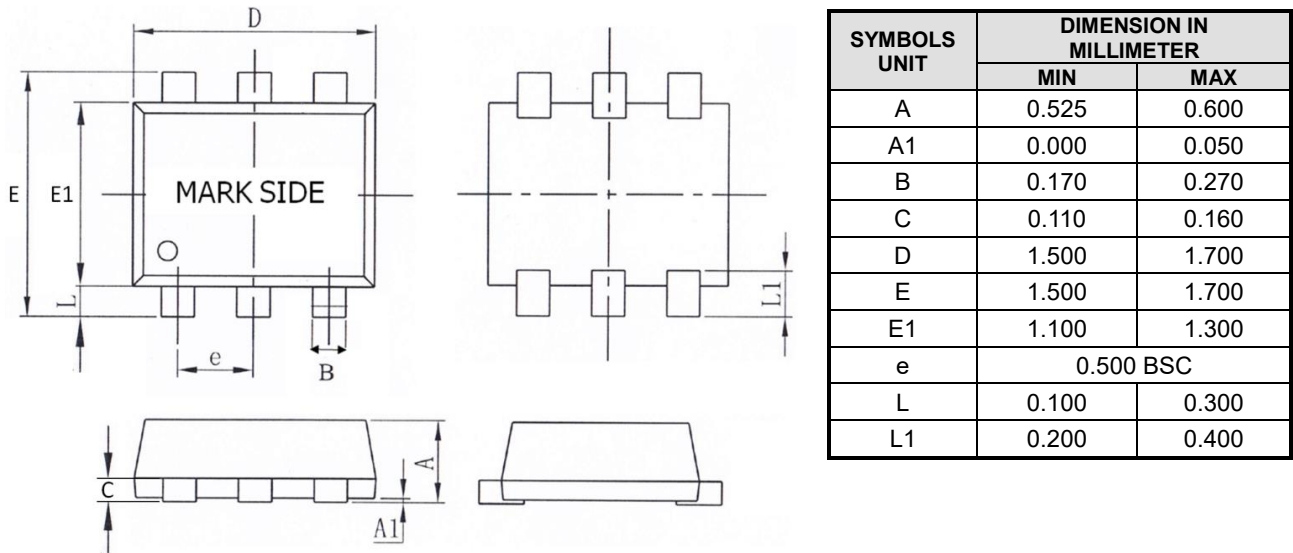 D
E
E1
MARK SIDE
L
e
B
L1
C
A
A1
SYMBOLS
UNIT
DIMENSION IN
MILLIMETER
MIN MAX
A 0.525 0.600
A1 0.000 0.050
B 0.170 0.270
C 0.110 0.160
D 1.500 1.700
E 1.500 1.700
E1 1.100 1.300
e 0.500 BSC
L 0.100 0.300
L1 0.200 0.400